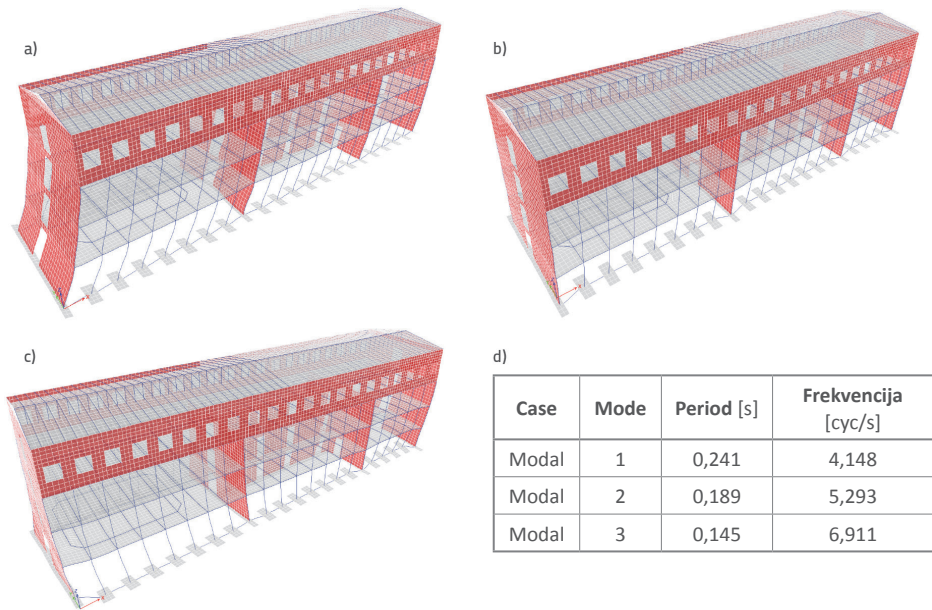 a)
b)
c)
d)
Case Mode Period [s] Frekvencija
[cyc/s]
Modal 1 0,241 4,148
Modal 2 0,189 5,293
Modal 3 0,145 6,911